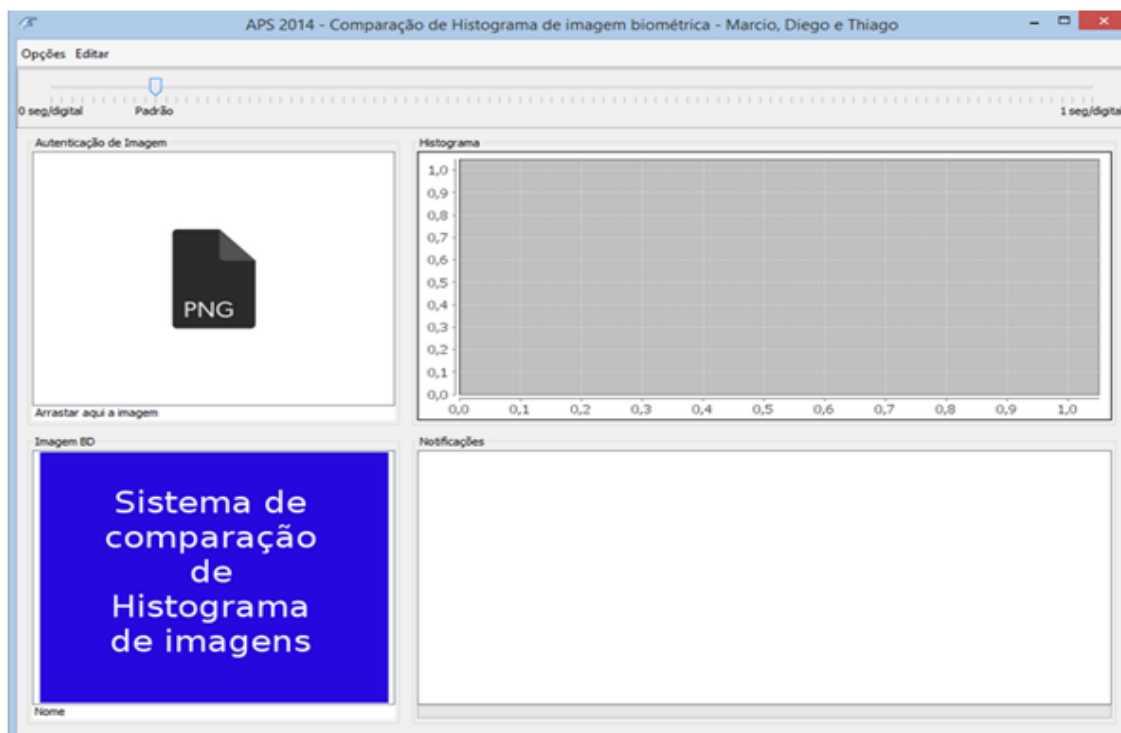 APS 2014 - Comparação de Histograma de imagem biométrica - Marcio, Diego e Thiago
Opções Editar
0 seg/digital Padrão 1 seg/digital
Autenticação de Imagem
PNG
Arrastar aqui a imagem
Histograma
1,0
0,9
0,8
0,7
0,6
0,5
0,4
0,3
0,2
0,1
0,0
0,0 0,1 0,2 0,3 0,4 0,5 0,6 0,7 0,8 0,9 1,0
Imagem BD
Sistema de
comparação
de
Histograma
de imagens
Nome
Notificações